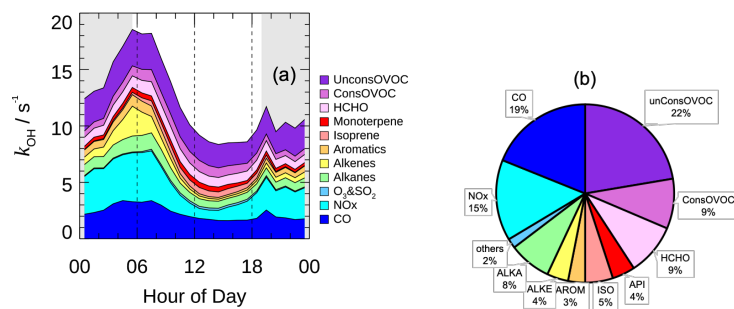 20
15
10
5
0
k_OH / s⁻¹
(a)
00
06
12
18
00
Hour of Day
UnconsOVOC
ConsOVOC
HCHO
Monoterpene
Isoprene
Aromatics
Alkenes
Alkanes
O₃&SO₂
NOx
CO
(b)
CO
19%
unConsOVOC
22%
NOx
15%
ConsOVOC
9%
others
2%
HCHO
9%
ALKA
8%
ALKE
4%
AROM
3%
ISO
5%
API
4%